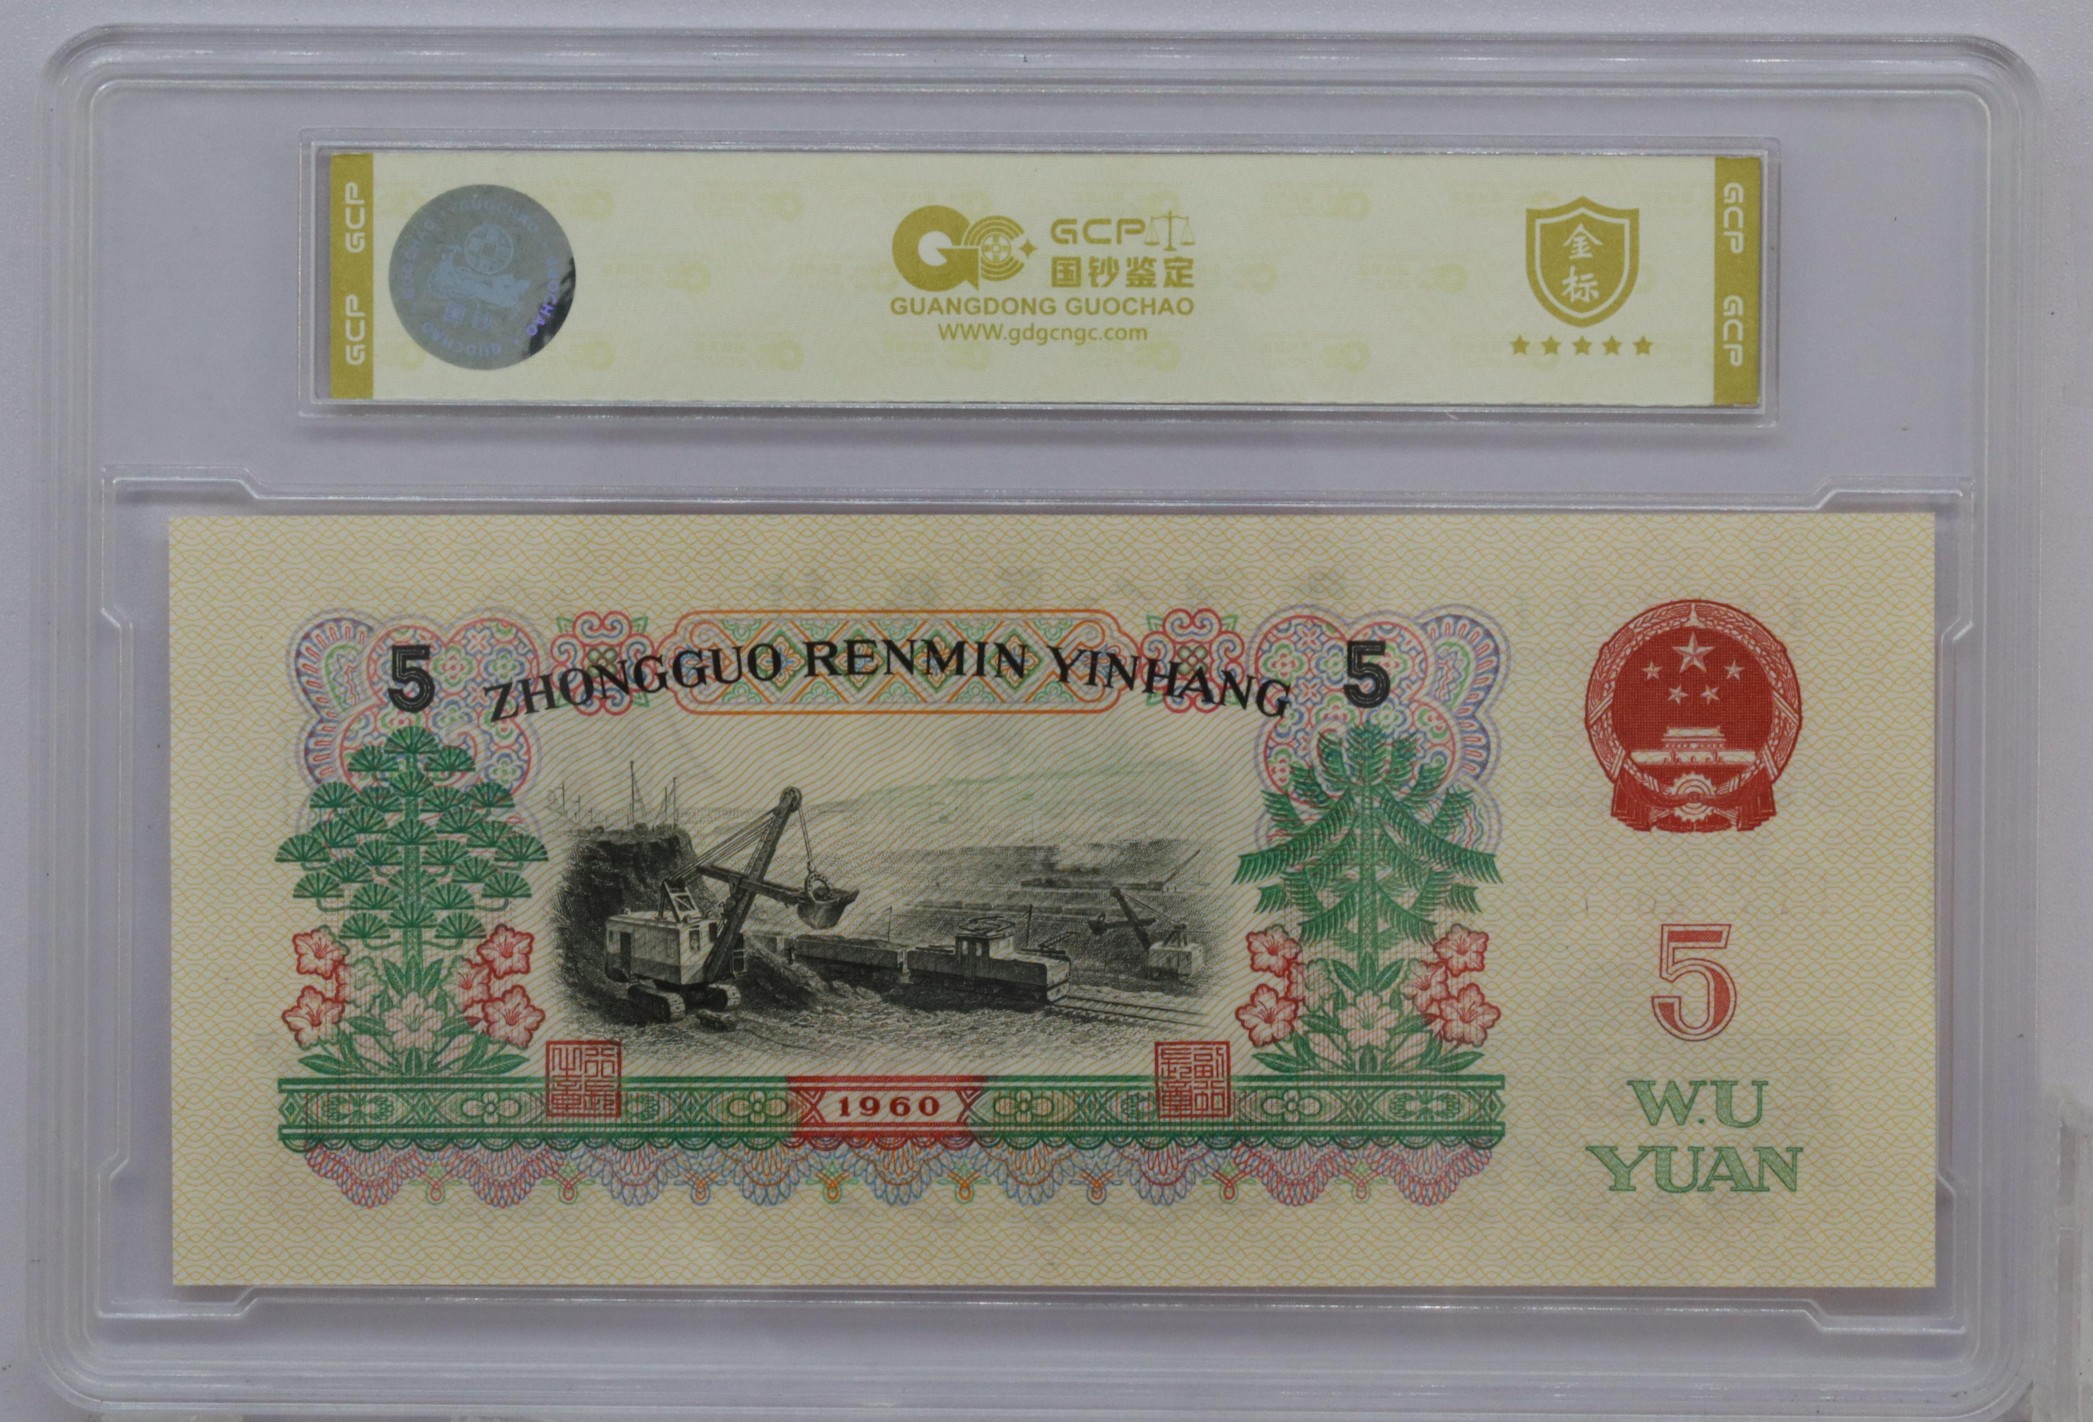 GCP
GCP
GCP
国钞鉴定
GUANGDONG GUOCHAO
WWW.gdgcngc.com
金
标
GCP
GCP
5
ZHONGGUO RENMIN YINHANG
5
1960
5
W.U
YUAN